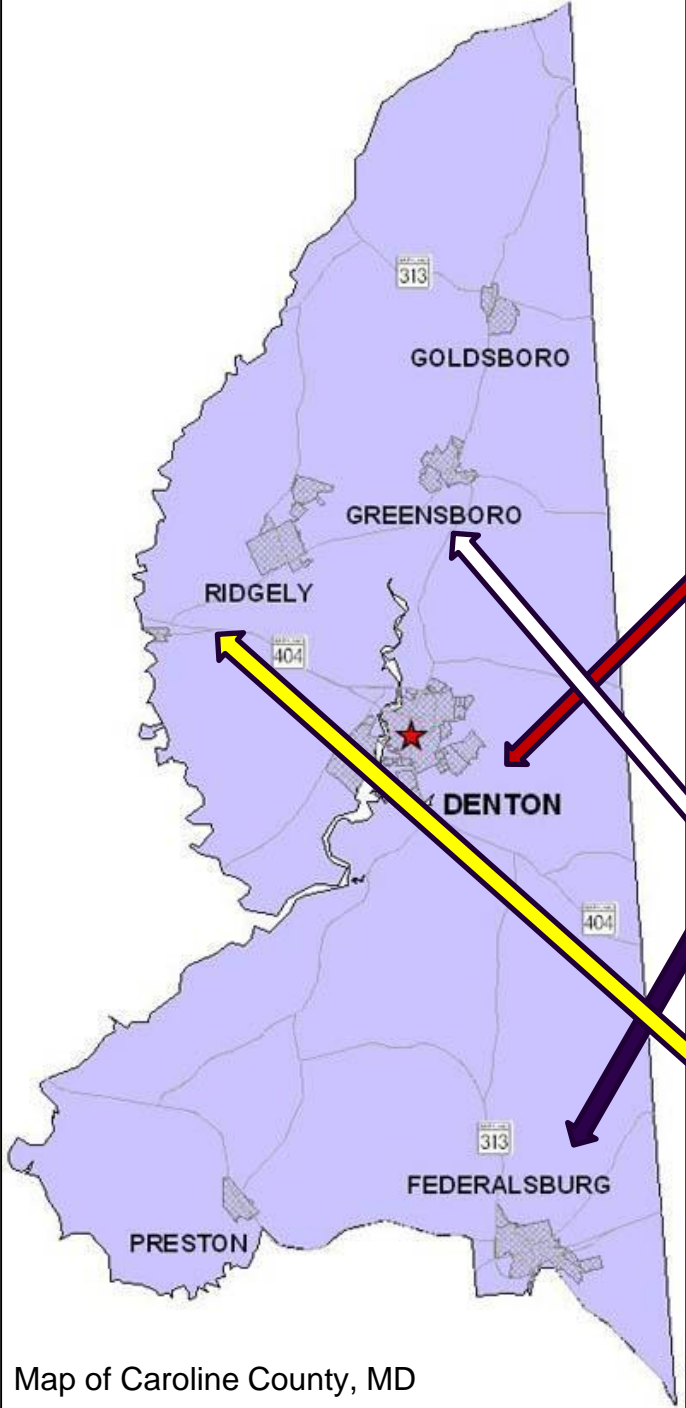 313
GOLDSBORO
GREENSBORO
RIDGELY
404
DENTON
404
313
FEDERALSBURG
PRESTON
Map of Caroline County, MD